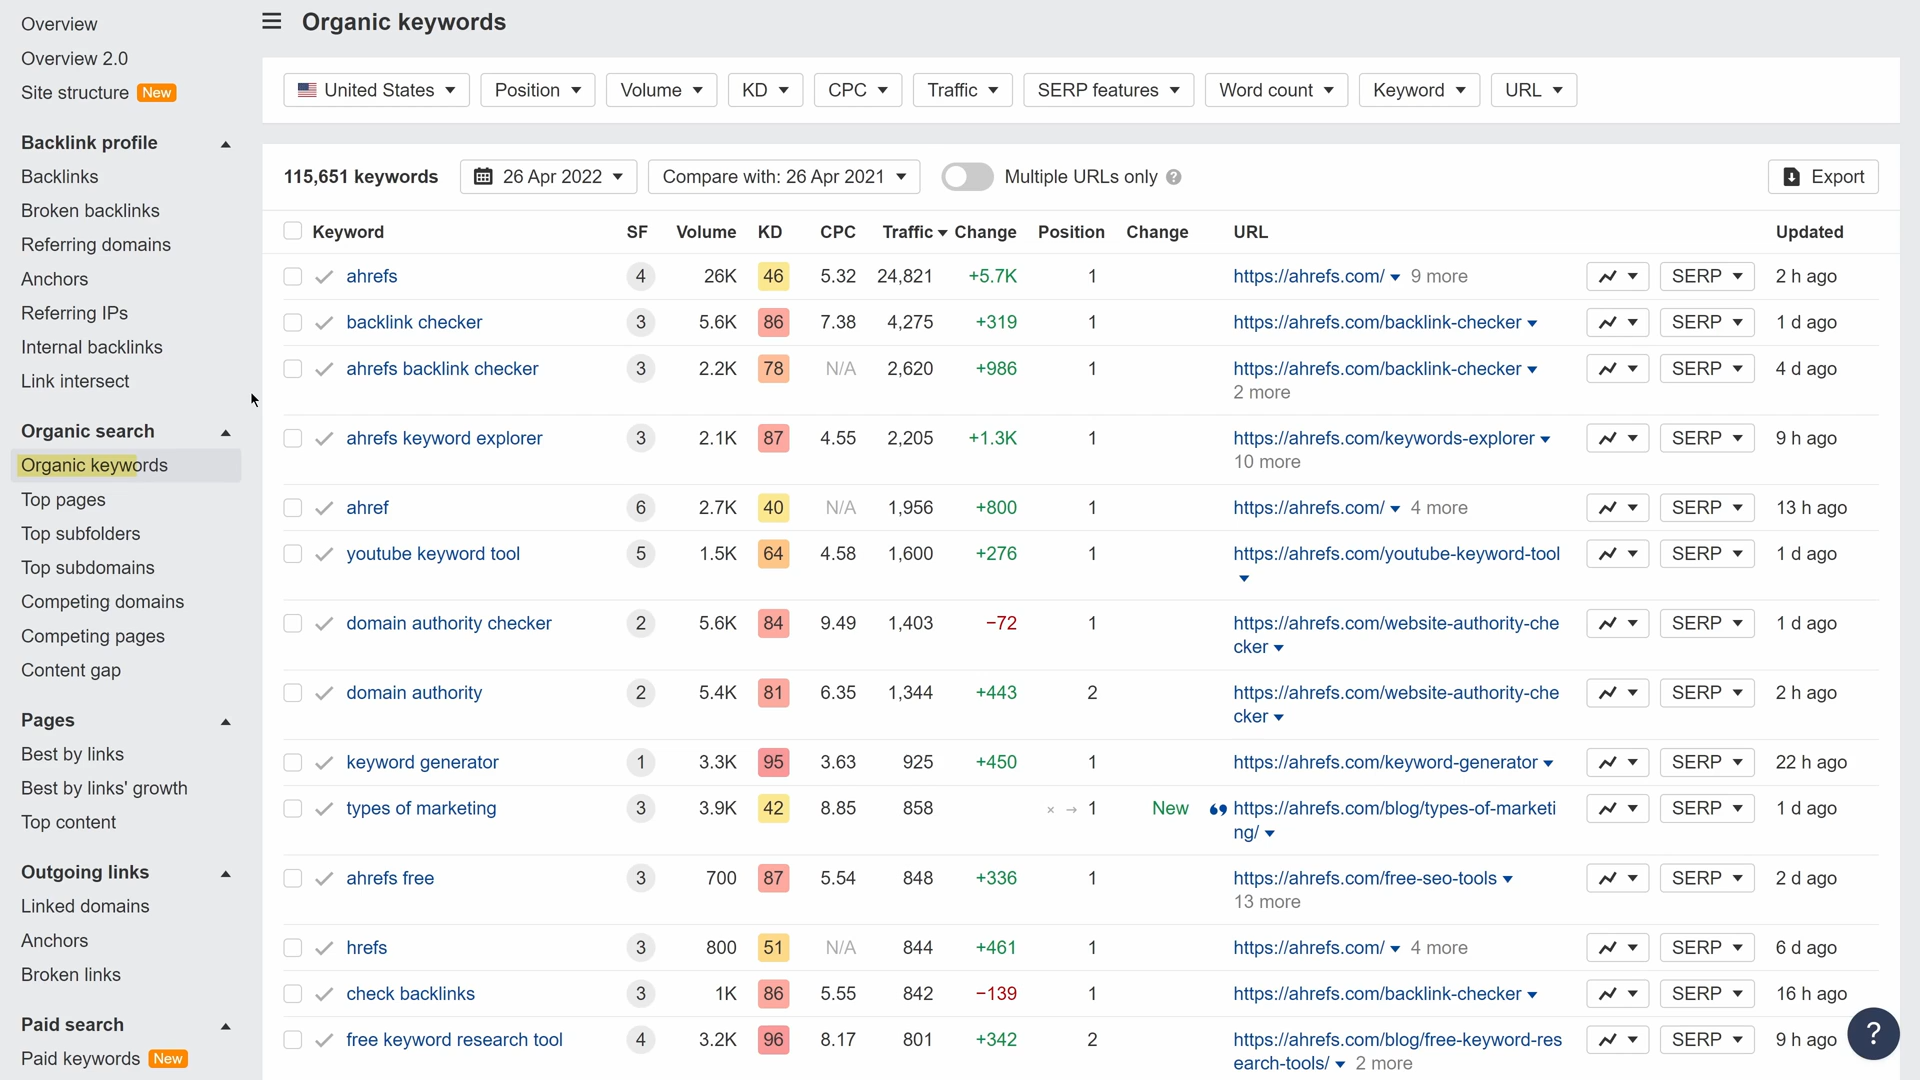 Overview
Overview 2.0
Site structure New
Backlink profile
Backlinks
Broken backlinks
Referring domains
Anchors
Referring IPs
Internal backlinks
Link intersect
Organic search
Organic keywords
Top pages
Top subfolders
Top subdomains
Competing domains
Competing pages
Content gap
Pages
Best by links
Best by links' growth
Top content
Outgoing links
Linked domains
Anchors
Broken links
Paid search
Paid keywords New
Organic keywords
United States Position Volume KD CPC Traffic SERP features Word count Keyword URL
115,651 keywords 26 Apr 2022 Compare with: 26 Apr 2021 Multiple URLs only ? Export
Keyword SF Volume KD CPC Traffic Change Position Change URL Updated
ahrefs 4 26K 46 5.32 24,821 +5.7K 1 https://ahrefs.com/ 9 more SERP 2 h ago
backlink checker 3 5.6K 86 7.38 4,275 +319 1 https://ahrefs.com/backlink-checker SERP 1 d ago
ahrefs backlink checker 3 2.2K 78 N/A 2,620 +986 1 https://ahrefs.com/backlink-checker SERP 4 d ago
2 more
ahrefs keyword explorer 3 2.1K 87 4.55 2,205 +1.3K 1 https://ahrefs.com/keywords-explorer SERP 9 h ago
10 more
ahref 6 2.7K 40 N/A 1,956 +800 1 https://ahrefs.com/ 4 more SERP 13 h ago
youtube keyword tool 5 1.5K 64 4.58 1,600 +276 1 https://ahrefs.com/youtube-keyword-tool SERP 1 d ago
domain authority checker 2 5.6K 84 9.49 1,403 −72 1 https://ahrefs.com/website-authority-che SERP 1 d ago
cker
domain authority 2 5.4K 81 6.35 1,344 +443 2 https://ahrefs.com/website-authority-che SERP 2 h ago
cker
keyword generator 1 3.3K 95 3.63 925 +450 1 https://ahrefs.com/keyword-generator SERP 22 h ago
types of marketing 3 3.9K 42 8.85 858 × → 1 New https://ahrefs.com/blog/types-of-marketi SERP 1 d ago
ng/
ahrefs free 3 700 87 5.54 848 +336 1 https://ahrefs.com/free-seo-tools SERP 2 d ago
13 more
hrefs 3 800 51 N/A 844 +461 1 https://ahrefs.com/ 4 more SERP 6 d ago
check backlinks 3 1K 86 5.55 842 −139 1 https://ahrefs.com/backlink-checker SERP 16 h ago
free keyword research tool 4 3.2K 96 8.17 801 +342 2 https://ahrefs.com/blog/free-keyword-res SERP 9 h ago
earch-tools/ 2 more
?